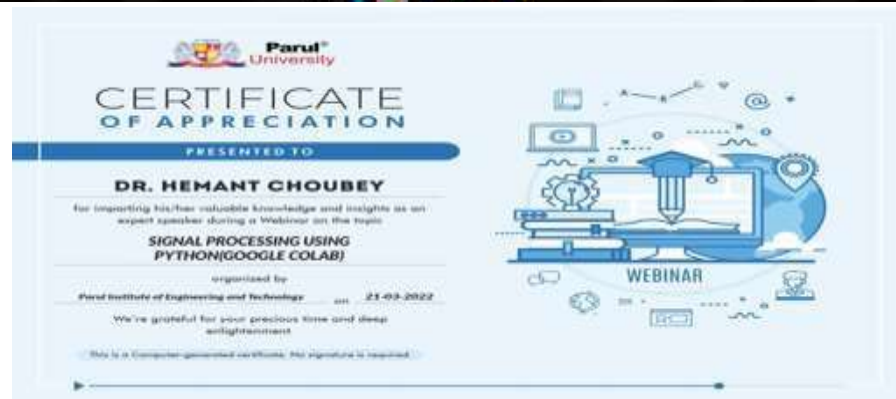 Parul®
University
CERTIFICATE
OF APPRECIATION
PRESENTED TO
DR. HEMANT CHOUBEY
for imparting his/her valuable knowledge and insights as an
expert speaker during a Webinar on the topic
SIGNAL PROCESSING USING
PYTHON(GOOGLE COLAB)
organized by
Parul Institute of Engineering and Technology on 21-03-2022
We're grateful for your precious time and deep
enlightenment
This is a Computer-generated certificate. No signature is required
WEBINAR